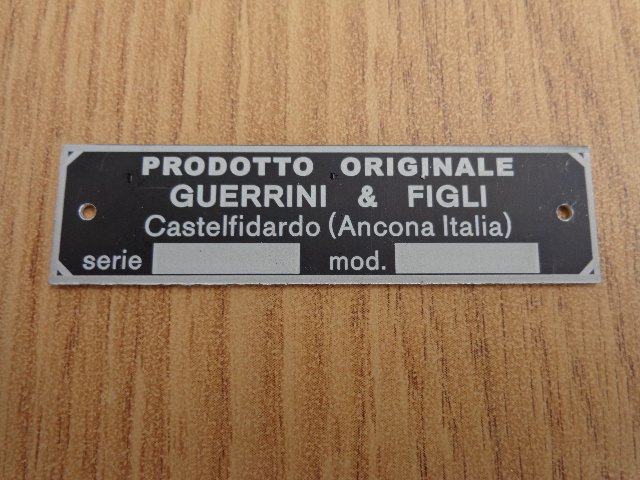 PRODOTTO ORIGINALE
GUERRINI & FIGLI
Castelfidardo (Ancona Italia)
serie mod.